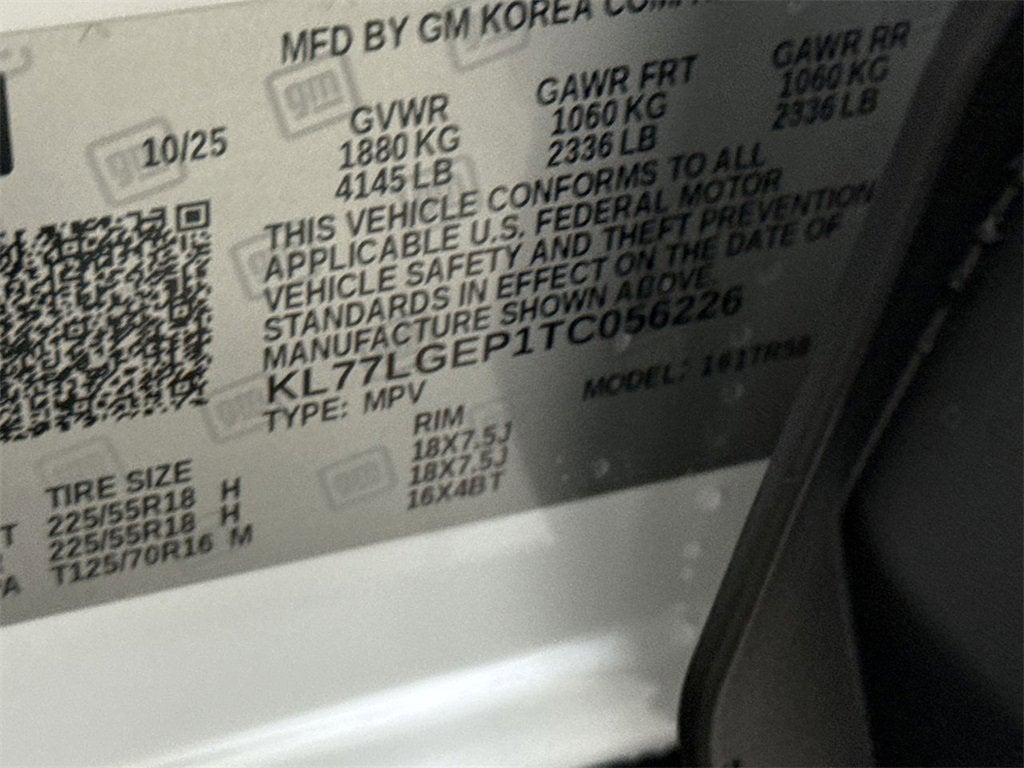 MFD BY GM KOREA
10/25
GVWR GAWR FRT GAWR RR
1880 KG 1060 KG 1060 KG
4145 LB 2336 LB 2336 LB
THIS VEHICLE CONFORMS TO ALL
APPLICABLE U.S. FEDERAL MOTOR
VEHICLE SAFETY AND THEFT PREVENTION
STANDARDS IN EFFECT ON THE DATE OF
MANUFACTURE SHOWN ABOVE.
KL77LGEP1TC056226
TYPE: MPV MODEL:
TIRE SIZE RIM
225/55R18 H 18X7.5J
225/55R18 H 18X7.5J
T125/70R16 M 16X4BT
gm